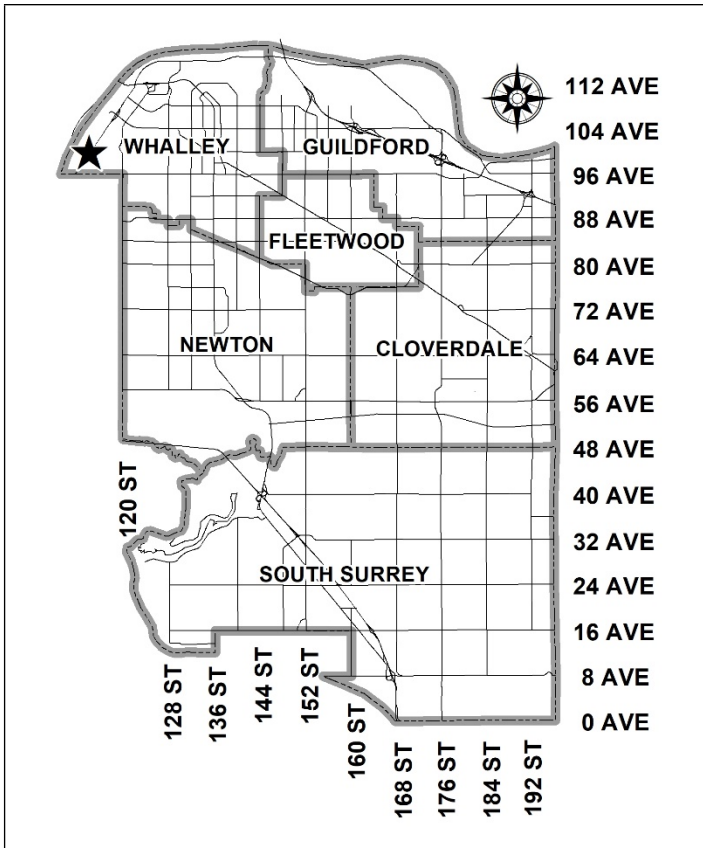 112 AVE
104 AVE
WHALLEY
GUILDFORD
96 AVE
88 AVE
FLEETWOOD
80 AVE
72 AVE
NEWTON
CLOVERDALE
64 AVE
56 AVE
48 AVE
120 ST
40 AVE
32 AVE
SOUTH SURREY
24 AVE
16 AVE
8 AVE
128 ST
136 ST
144 ST
152 ST
160 ST
0 AVE
168 ST
176 ST
184 ST
192 ST